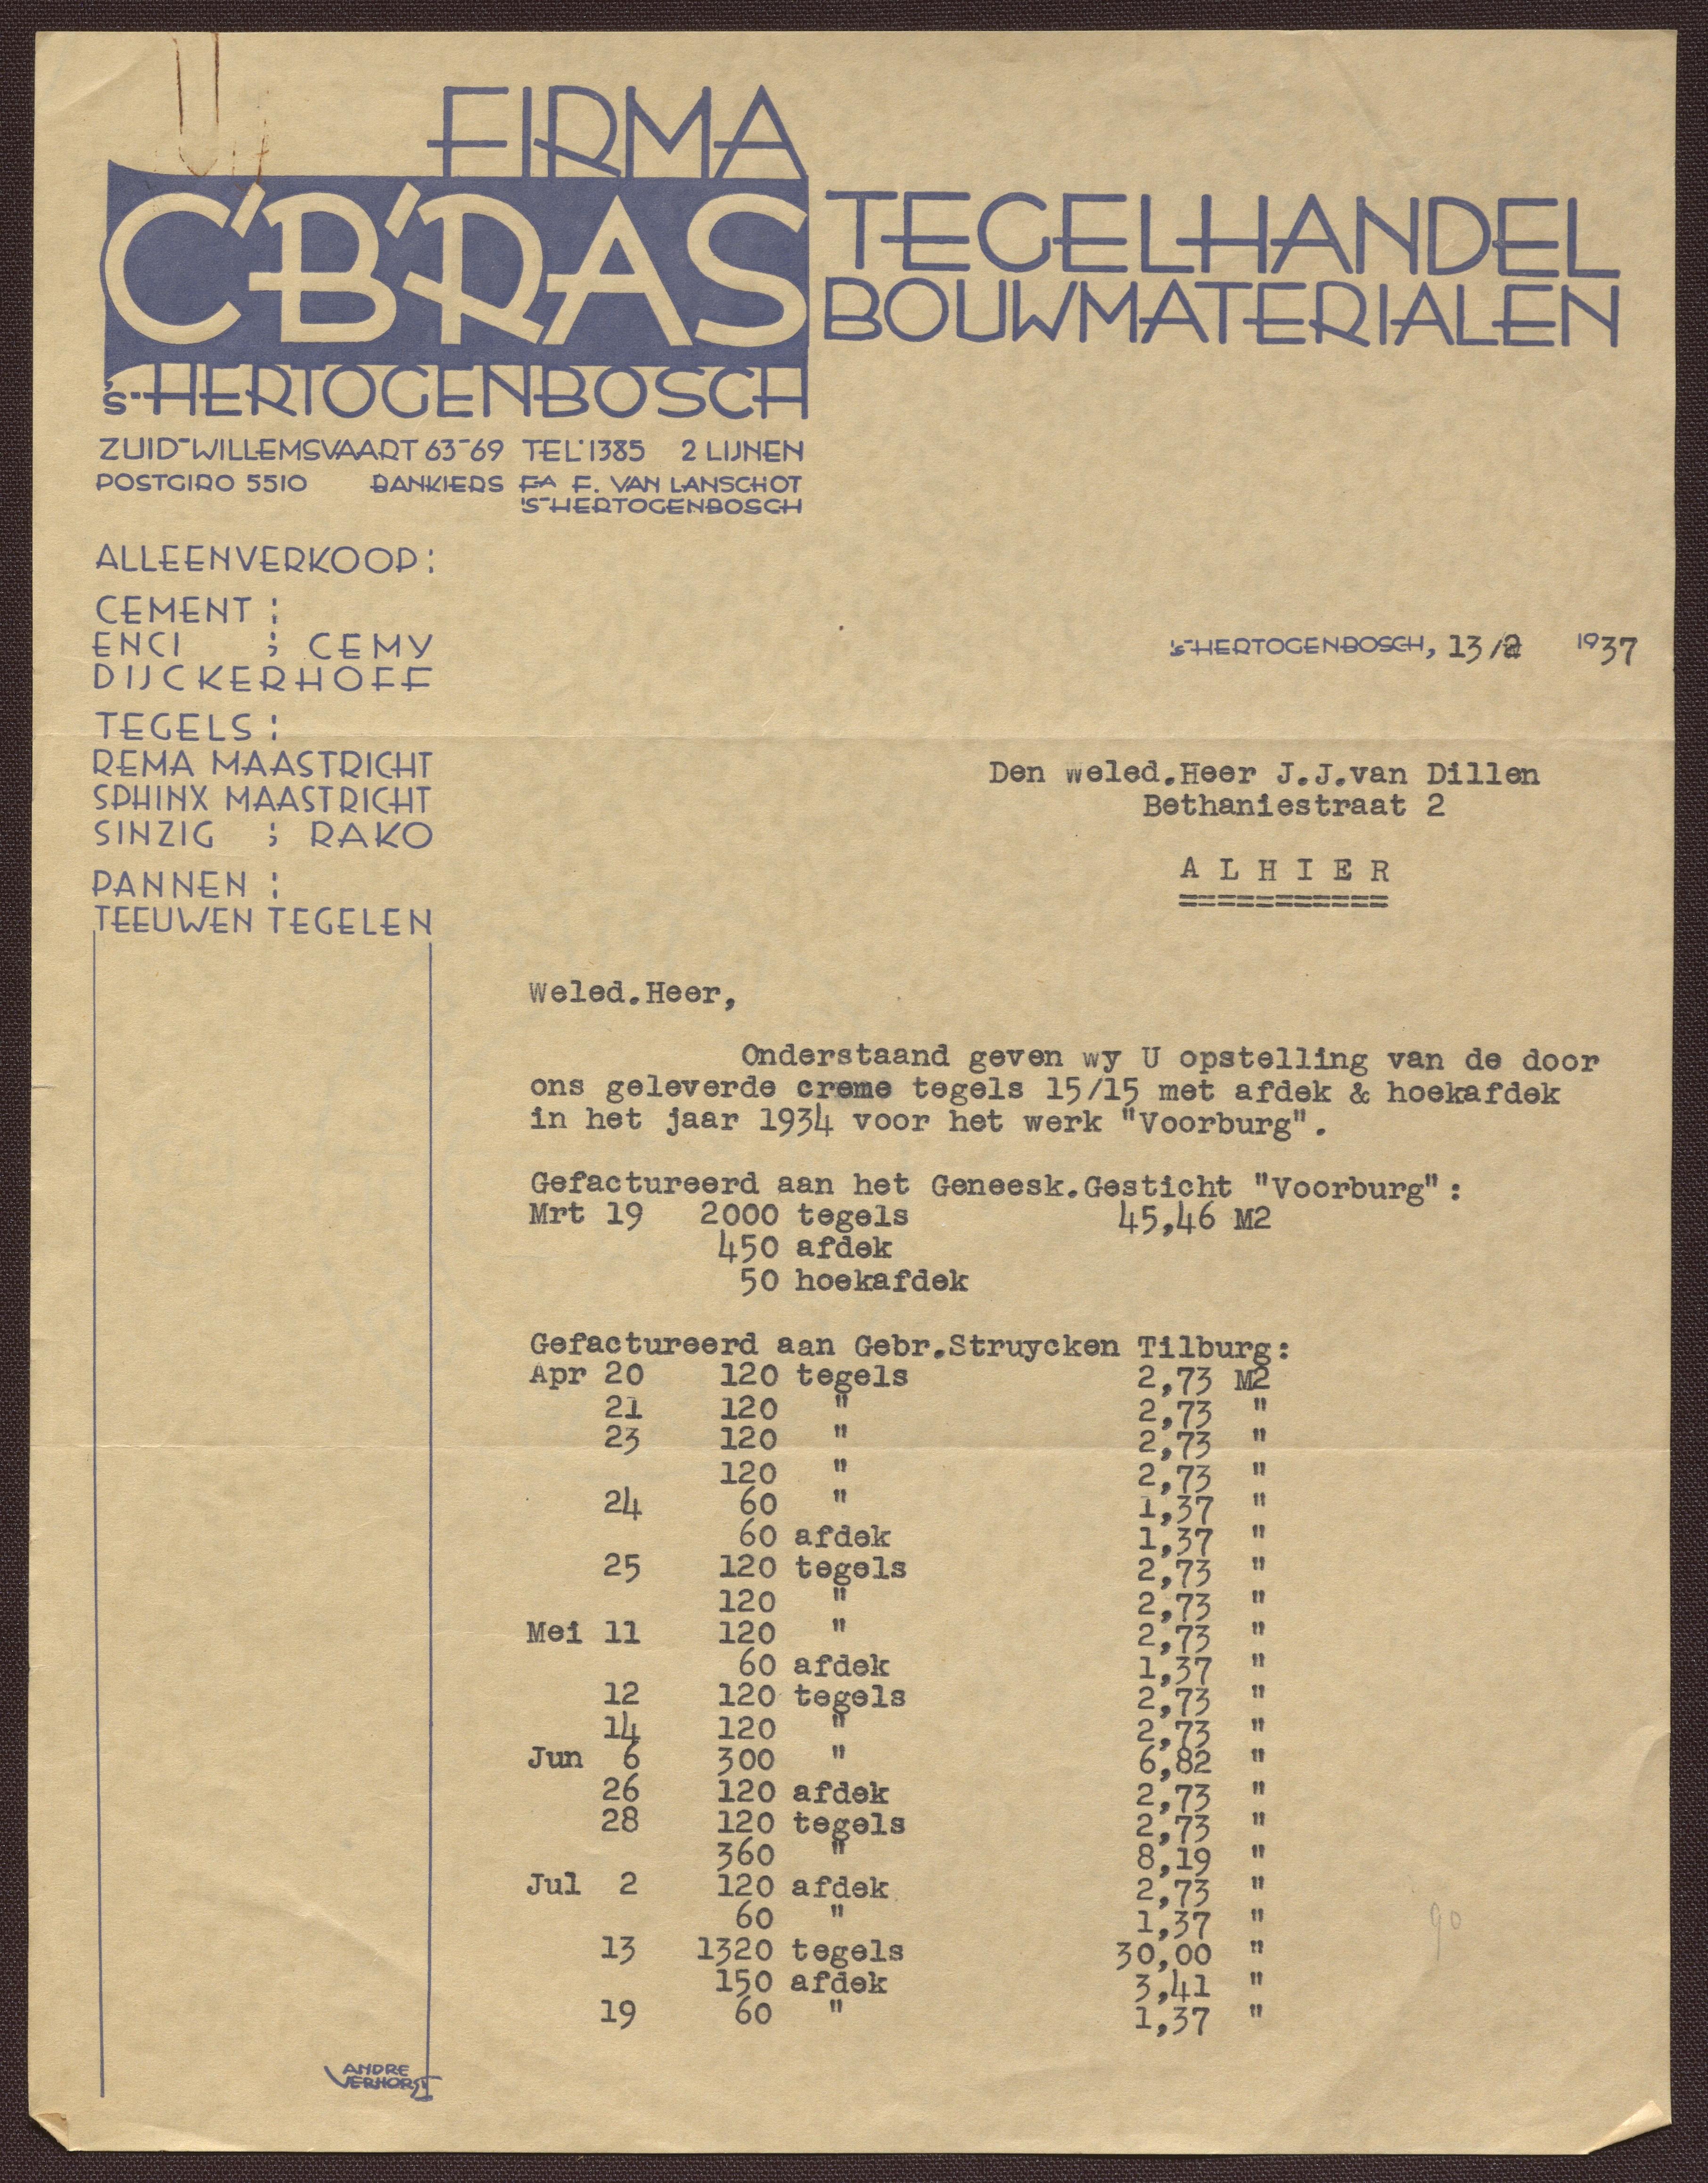 FIRMA
C'B'RAS TEGELHANDEL
BOUWMATERIALEN
's-HERTOGENBOSCH
ZUID-WILLEMSVAART 63-69 TEL. 1385 2 LIJNEN
POSTGIRO 5510 BANKIERS FA F. VAN LANSCHOT
'S-HERTOGENBOSCH
ALLEENVERKOOP:
CEMENT :
ENCI ; CEMY
DIJCKERHOFF
TEGELS :
REMA MAASTRICHT
SPHINX MAASTRICHT
SINZIG ; RAKO
PANNEN :
TEEUWEN TEGELEN
's-HERTOGENBOSCH, 13/2 1937
Den weled.Heer J.J.van Dillen
Bethaniestraat 2
A L H I E R
===========
Weled.Heer,
Onderstaand geven wy U opstelling van de door
ons geleverde creme tegels 15/15 met afdek & hoekafdek
in het jaar 1934 voor het werk "Voorburg".
Gefactureerd aan het Geneesk.Gesticht "Voorburg":
Mrt 19 2000 tegels 45,46 M2
450 afdek
50 hoekafdek
Gefactureerd aan Gebr.Struycken Tilburg:
Apr 20 120 tegels 2,73 M2
21 120 " 2,73 "
23 120 " 2,73 "
120 " 2,73 "
24 60 " 1,37 "
60 afdek 1,37 "
25 120 tegels 2,73 "
120 " 2,73 "
Mei 11 120 " 2,73 "
60 afdek 1,37 "
12 120 tegels 2,73 "
14 120 " 2,73 "
Jun 6 300 " 6,82 "
26 120 afdek 2,73 "
28 120 tegels 2,73 "
360 " 8,19 "
Jul 2 120 afdek 2,73 "
60 " 1,37 "
13 1320 tegels 30,00 "
150 afdek 3,41 "
19 60 " 1,37 "
90
ANDRE
VERHORST